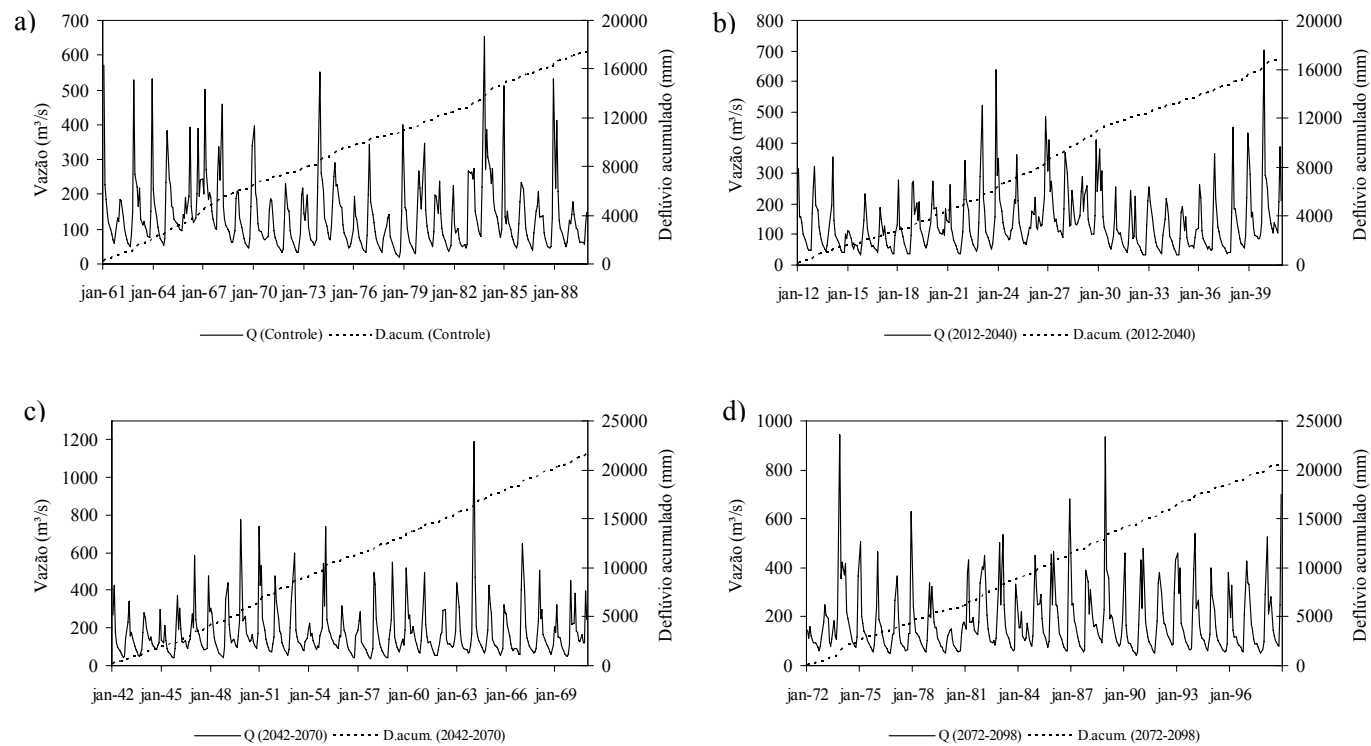 a)
700
600
500
400
300
200
100
0
Vazão (m³/s)
20000
16000
12000
8000
4000
0
Deflúvio acumulado (mm)
jan-61 jan-64 jan-67 jan-70 jan-73 jan-76 jan-79 jan-82 jan-85 jan-88
Q (Controle) D.acum. (Controle)
b)
800
700
600
500
400
300
200
100
0
Vazão (m³/s)
20000
18000
16000
14000
12000
10000
8000
6000
4000
2000
0
Deflúvio acumulado (mm)
jan-12 jan-15 jan-18 jan-21 jan-24 jan-27 jan-30 jan-33 jan-36 jan-39
Q (2012-2040) D.acum. (2012-2040)
c)
1200
1000
800
600
400
200
0
Vazão (m³/s)
25000
20000
15000
10000
5000
0
Deflúvio acumulado (mm)
jan-42 jan-45 jan-48 jan-51 jan-54 jan-57 jan-60 jan-63 jan-66 jan-69
Q (2042-2070) D.acum. (2042-2070)
d)
1000
800
600
400
200
0
Vazão (m³/s)
25000
20000
15000
10000
5000
0
Deflúvio acumulado (mm)
jan-72 jan-75 jan-78 jan-81 jan-84 jan-87 jan-90 jan-93 jan-96
Q (2072-2098) D.acum. (2072-2098)